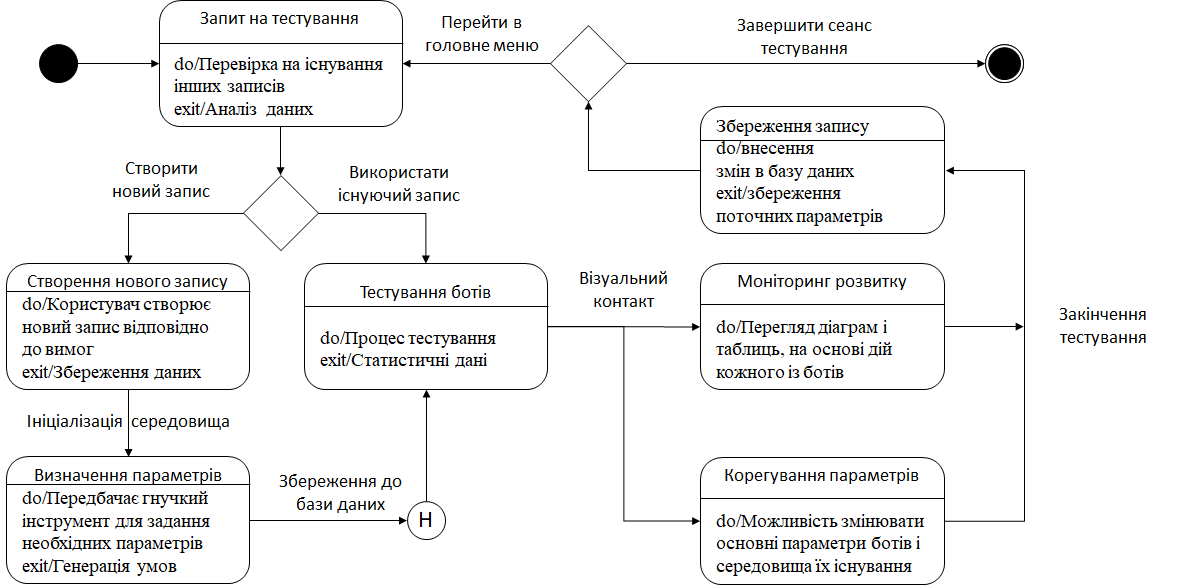 Запит на тестування
do/Перевірка на існування
інших записів
exit/Аналіз даних
Перейти в
головне меню
Завершити сеанс
тестування
Збереження запису
do/внесення
змін в базу даних
exit/збереження
поточних параметрів
Створити
новий запис
Використати
існуючий запис
Створення нового запису
do/Користувач створює
новий запис відповідно
до вимог
exit/Збереження даних
Тестування ботів
do/Процес тестування
exit/Статистичні дані
Візуальний
контакт
Моніторинг розвитку
do/Перегляд діаграм і
таблиць, на основі дій
кожного із ботів
Закінчення
тестування
Ініціалізація середовища
Визначення параметрів
do/Передбачає гнучкий
інструмент для задання
необхідних параметрів
exit/Генерація умов
Збереження до
бази даних
H
Корегування параметрів
do/Можливість змінювати
основні параметри ботів і
середовища їх існування